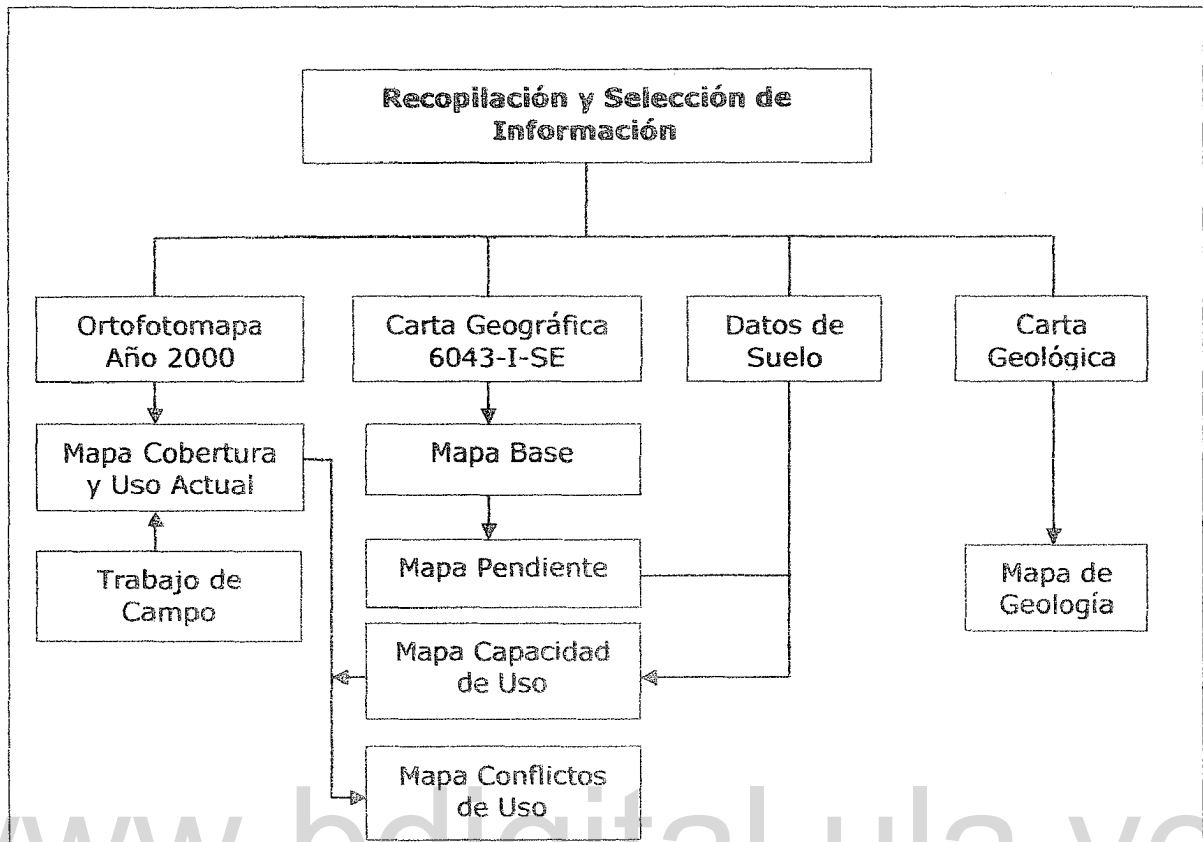 Recopilación y Selección de
Información
Ortofotomapa
Año 2000
Carta Geográfica
6043-I-SE
Datos de
Suelo
Carta
Geológica
Mapa Cobertura
y Uso Actual
Mapa Base
Trabajo de
Campo
Mapa Pendiente
Mapa de
Geología
Mapa Capacidad
de Uso
Mapa Conflictos
de Uso
www.bdigital.ula.ve